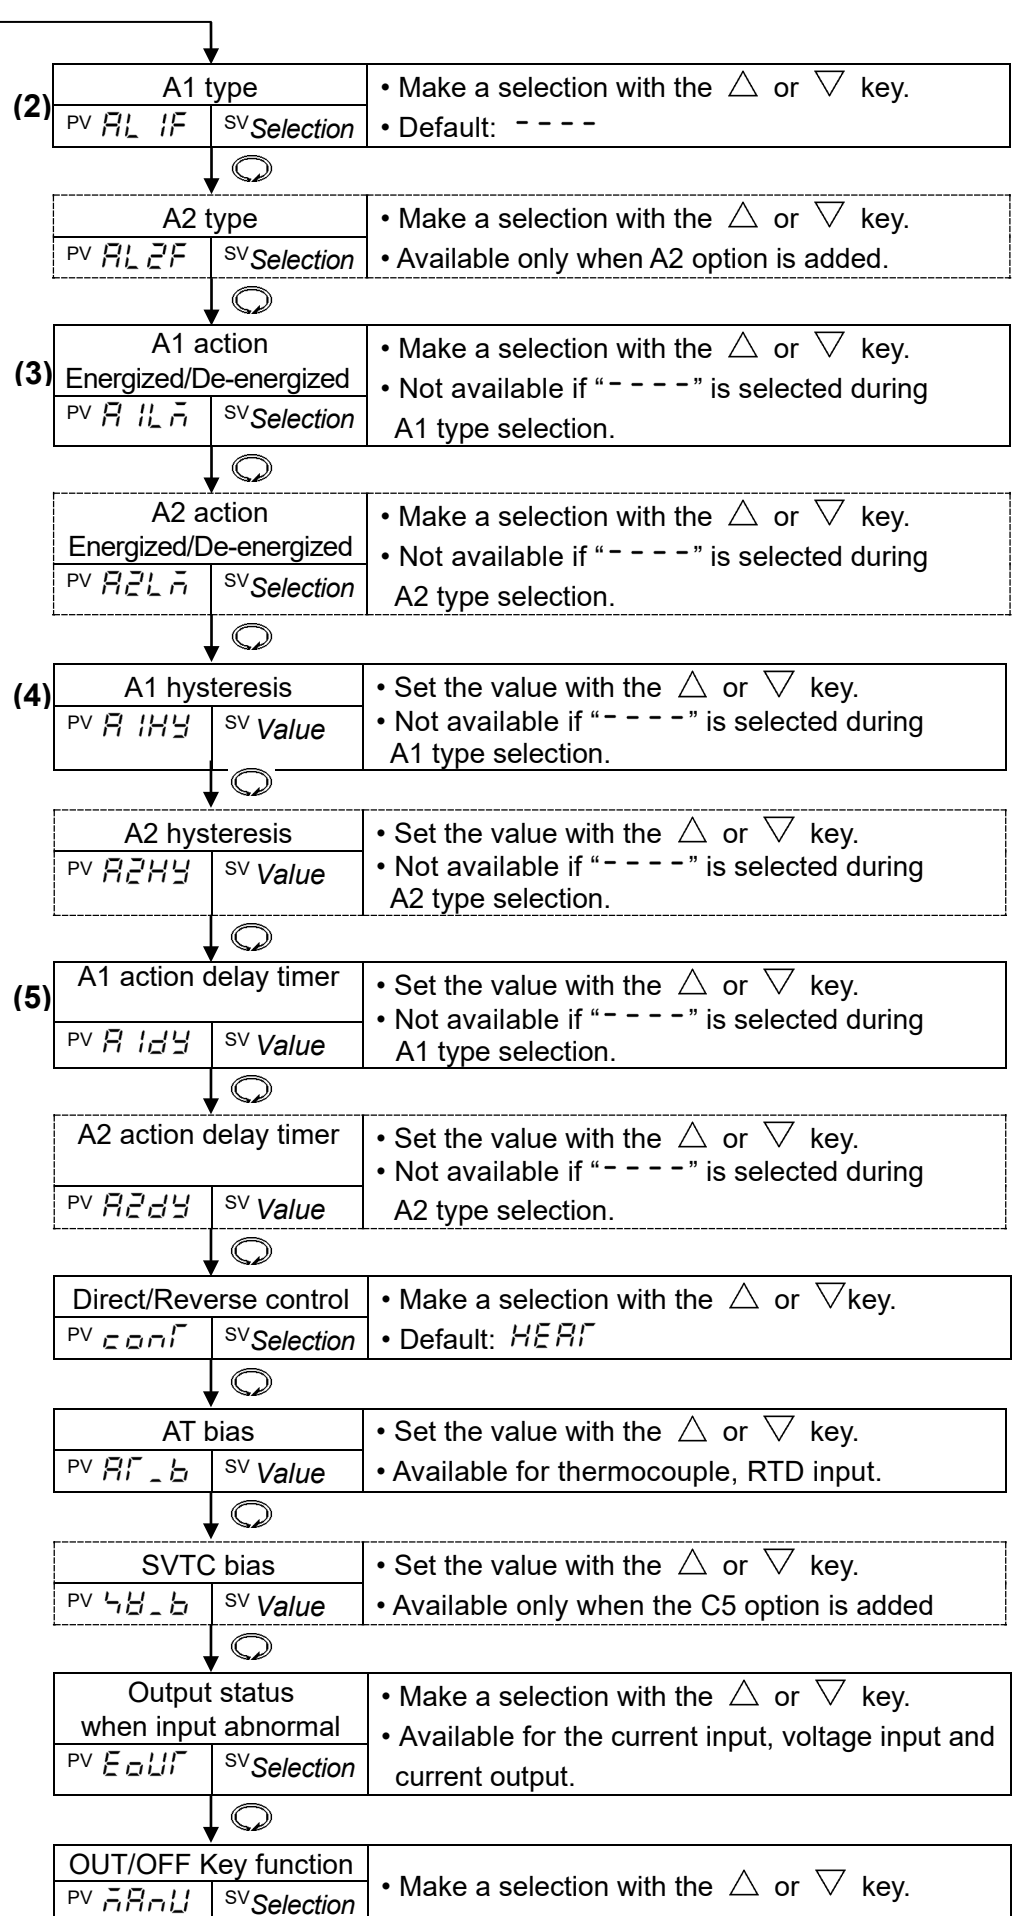 A1 type
• Make a selection with the △ or ▽ key.
(2)
PV AL 1F SV Selection
• Default: ----
A2 type
• Make a selection with the △ or ▽ key.
PV AL2F SV Selection
• Available only when A2 option is added.
A1 action
• Make a selection with the △ or ▽ key.
(3)
Energized/De-energized
• Not available if “----” is selected during
PV A1LM SV Selection
A1 type selection.
A2 action
• Make a selection with the △ or ▽ key.
Energized/De-energized
• Not available if “----” is selected during
PV A2LM SV Selection
A2 type selection.
(4)
A1 hysteresis
• Set the value with the △ or ▽ key.
PV A1HY SV Value
• Not available if “----” is selected during
A1 type selection.
A2 hysteresis
• Set the value with the △ or ▽ key.
PV A2HY SV Value
• Not available if “----” is selected during
A2 type selection.
A1 action delay timer
• Set the value with the △ or ▽ key.
(5)
• Not available if “----” is selected during
PV A1dY SV Value
A1 type selection.
A2 action delay timer
• Set the value with the △ or ▽ key.
• Not available if “----” is selected during
PV A2dY SV Value
A2 type selection.
Direct/Reverse control
• Make a selection with the △ or ▽ key.
PV conT SV Selection
• Default: HEAT
AT bias
• Set the value with the △ or ▽ key.
PV AT_b SV Value
• Available for thermocouple, RTD input.
SVTC bias
• Set the value with the △ or ▽ key.
PV SV_b SV Value
• Available only when the C5 option is added
Output status
• Make a selection with the △ or ▽ key.
when input abnormal
• Available for the current input, voltage input and
PV EoUT SV Selection
current output.
OUT/OFF Key function
• Make a selection with the △ or ▽ key.
PV MAnU SV Selection